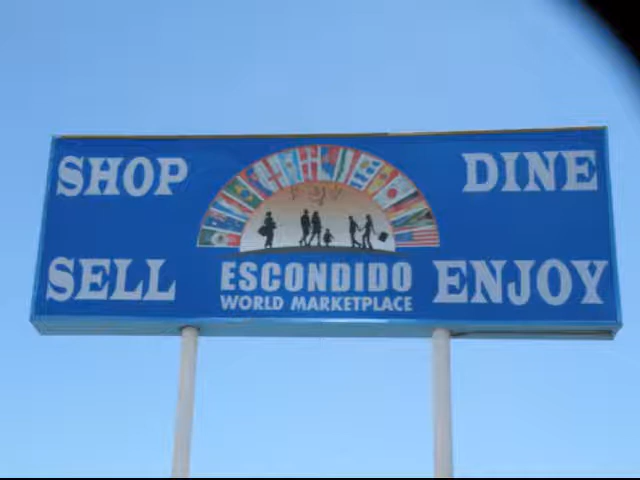 SHOP
DINE
SELL
ENJOY
ESCONDIDO
WORLD MARKETPLACE